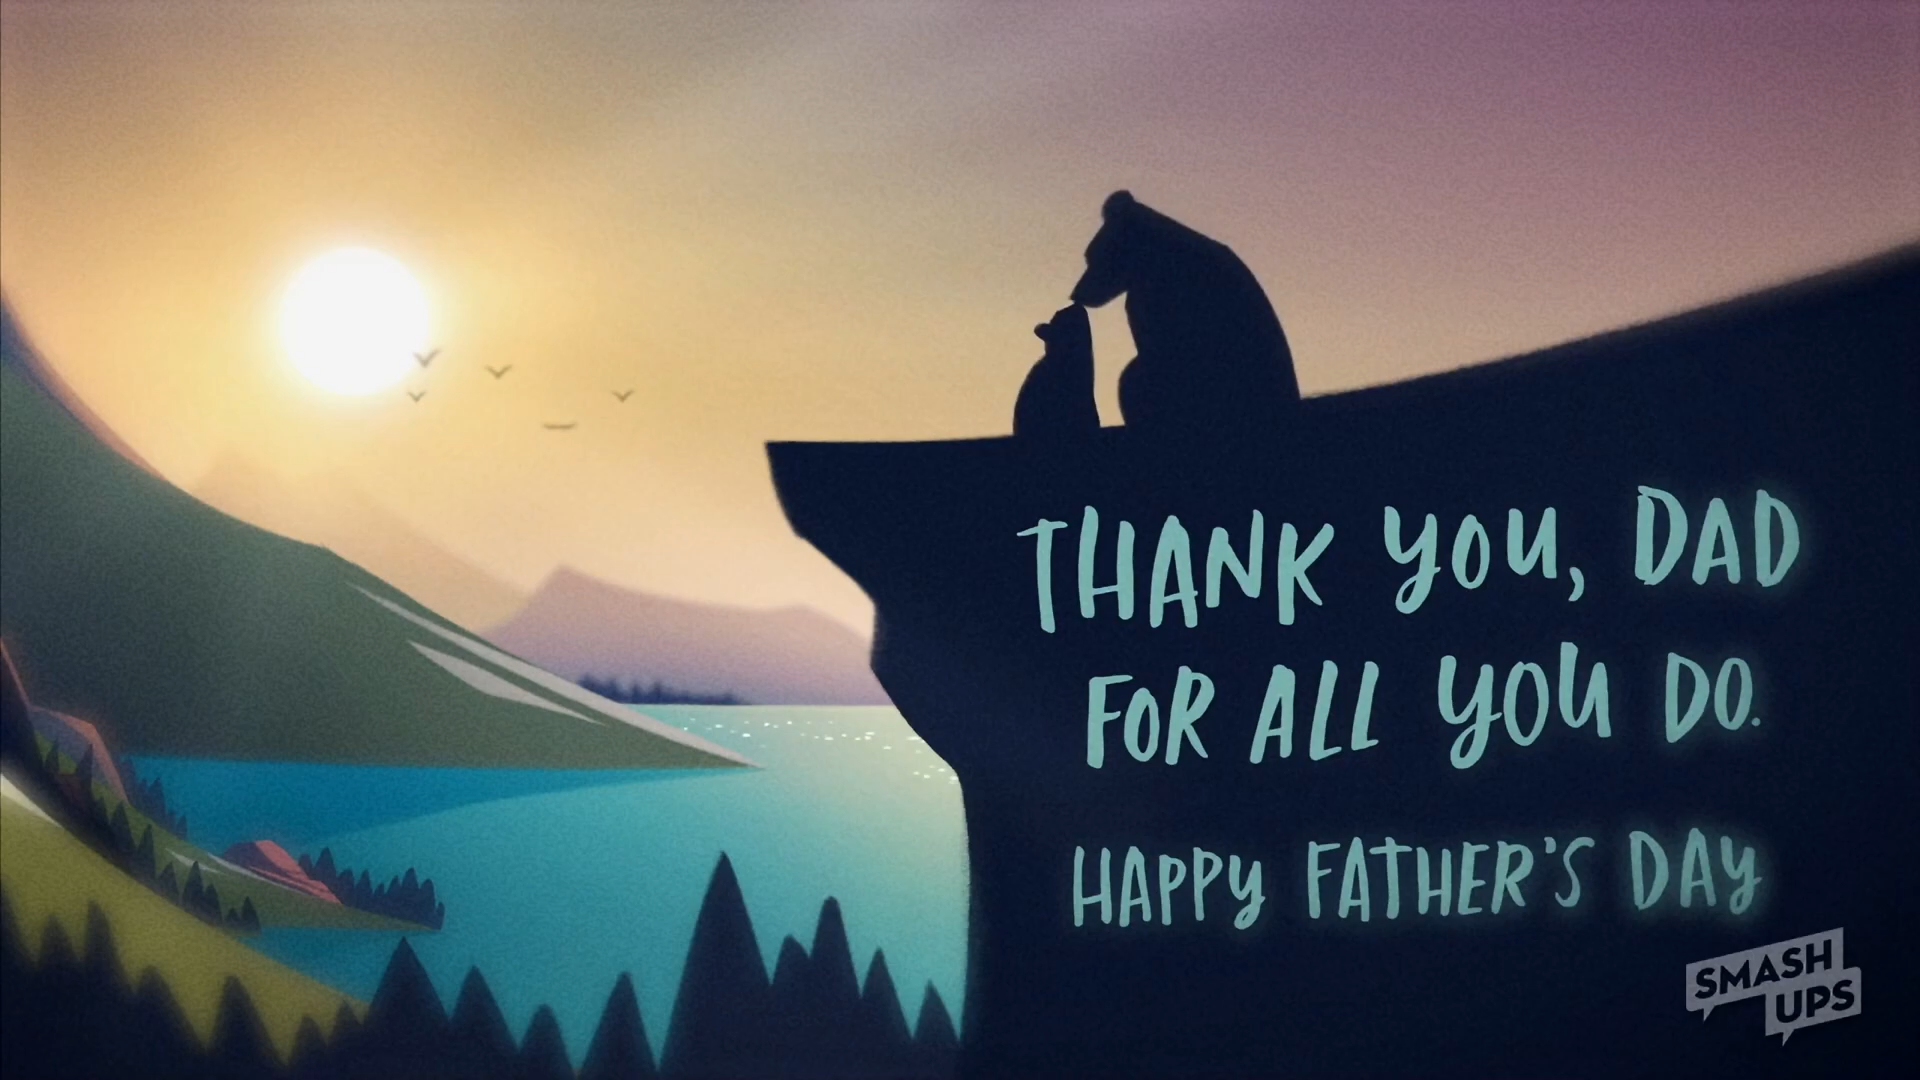 THANK YOU, DAD
FOR ALL YOU DO.
HAPPY FATHER'S DAY
SMASH
UPS